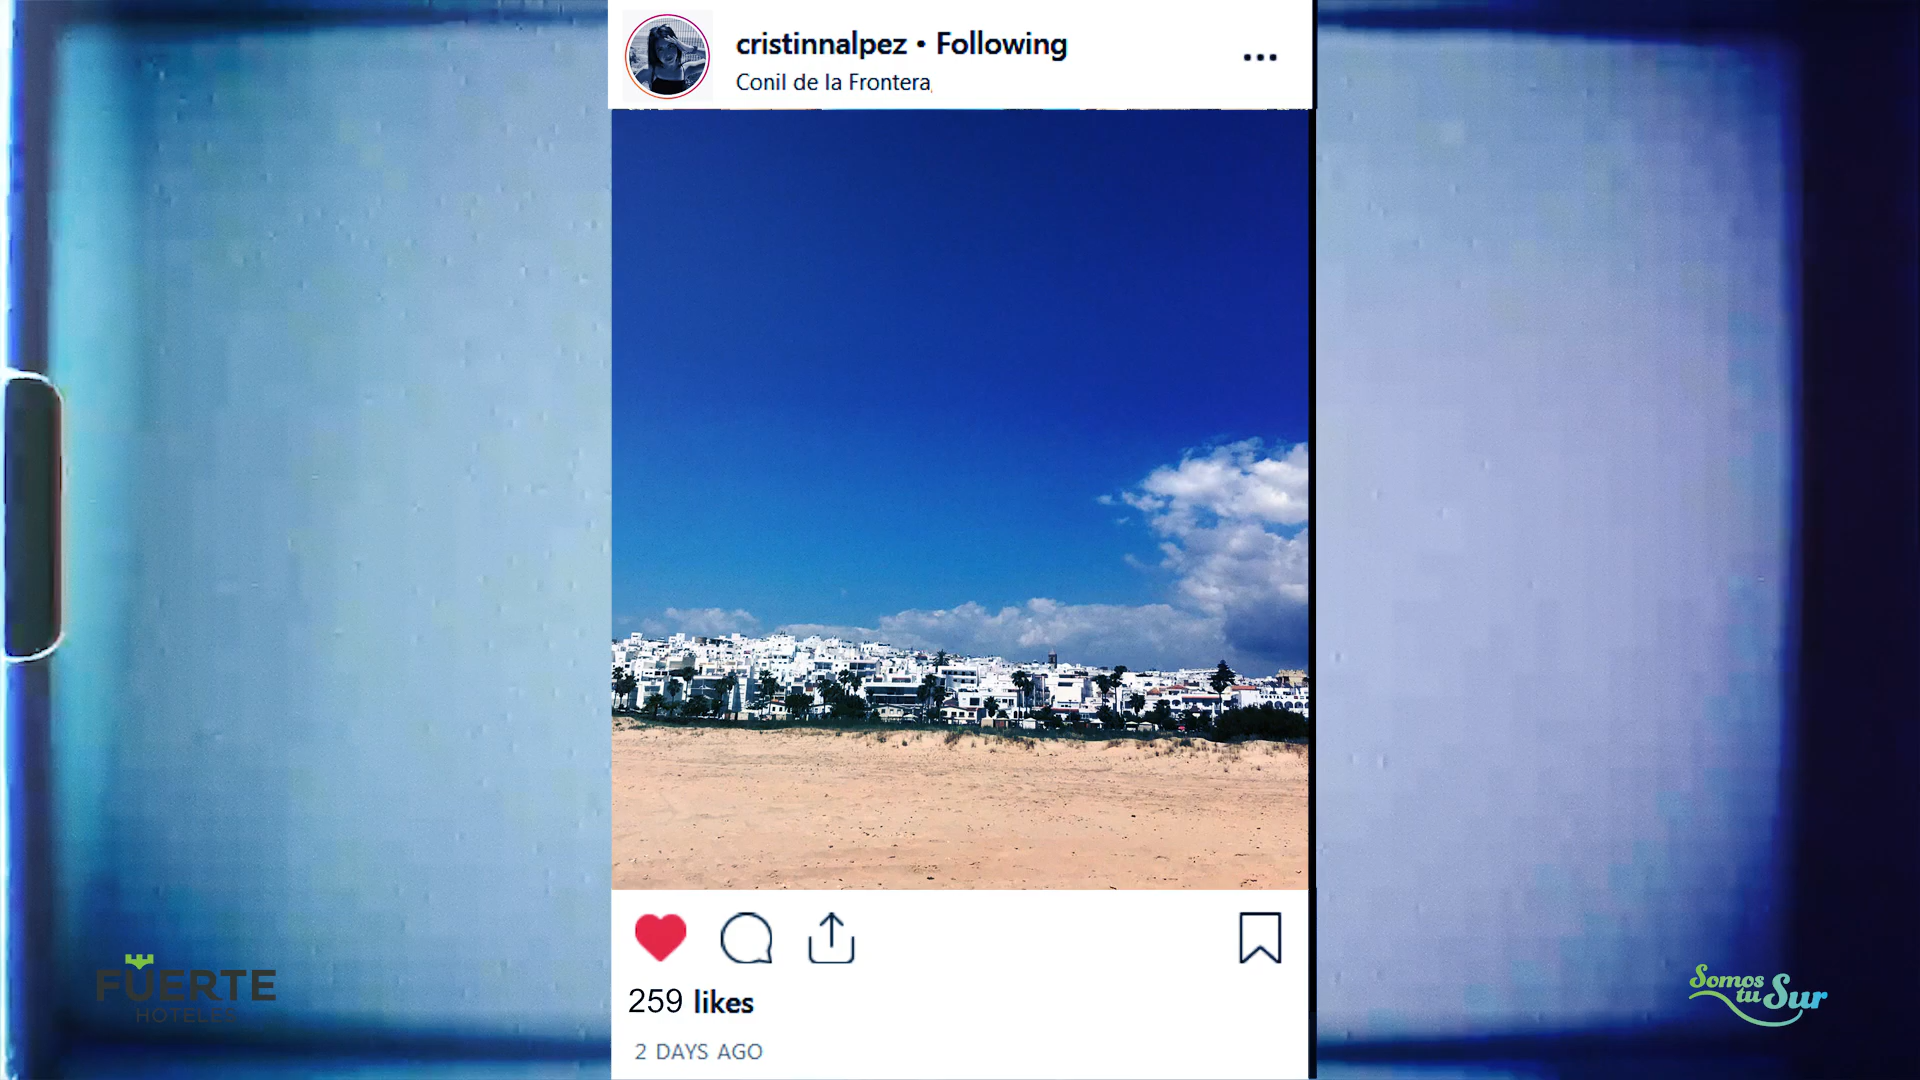 cristinnalpez • Following
Conil de la Frontera
259 likes
2 DAYS AGO
FUERTE
HOTELES
Somos
tu Sur